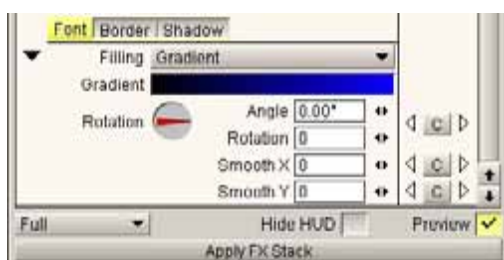 Font Border Shadow
Filling Gradient
Gradient
Rotation Angle 0.00°
Rotation 0
Smooth X 0
Smooth Y 0
C
C
C
Full Hide HUD Preview
Apply FX Stack